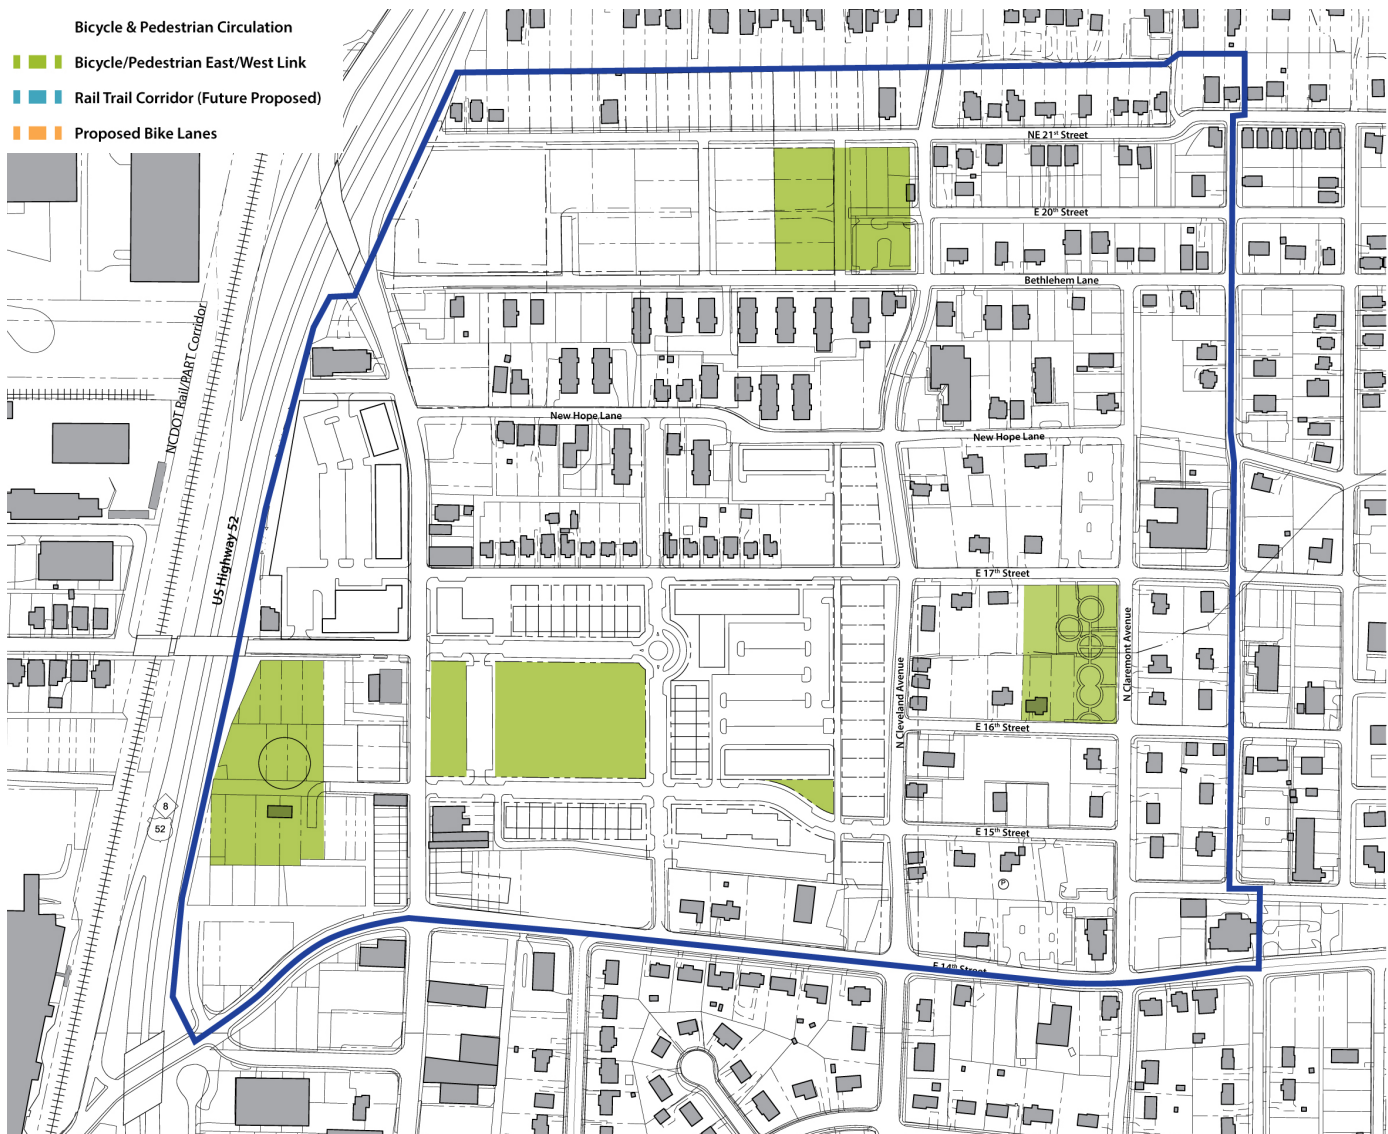 Bicycle & Pedestrian Circulation
Bicycle/Pedestrian East/West Link
Rail Trail Corridor (Future Proposed)
Proposed Bike Lanes
NE 21st Street
E 20th Street
Bethlehem Lane
NCDOT Rail/PART Corridor
New Hope Lane
New Hope Lane
US Highway 52
E 17th Street
N Claremont Avenue
N Cleveland Avenue
E 16th Street
8
52
E 15th Street
P
E 14th Street